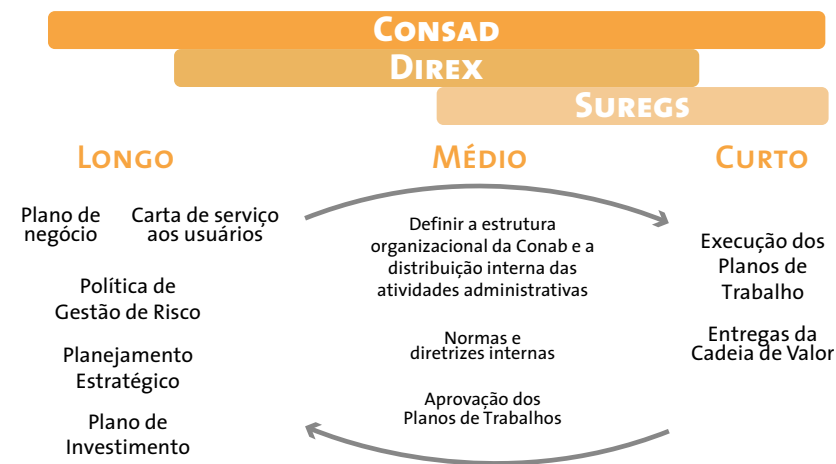 CONSAD
DIREX
SUREGS
LONGO
MÉDIO
CURTO
Plano de
negócio
Carta de serviço
aos usuários
Política de
Gestão de Risco
Planejamento
Estratégico
Plano de
Investimento
Definir a estrutura
organizacional da Conab e a
distribuição interna das
atividades administrativas
Normas e
diretrizes internas
Aprovação dos
Planos de Trabalhos
Execução dos
Planos de
Trabalho
Entregas da
Cadeia de Valor